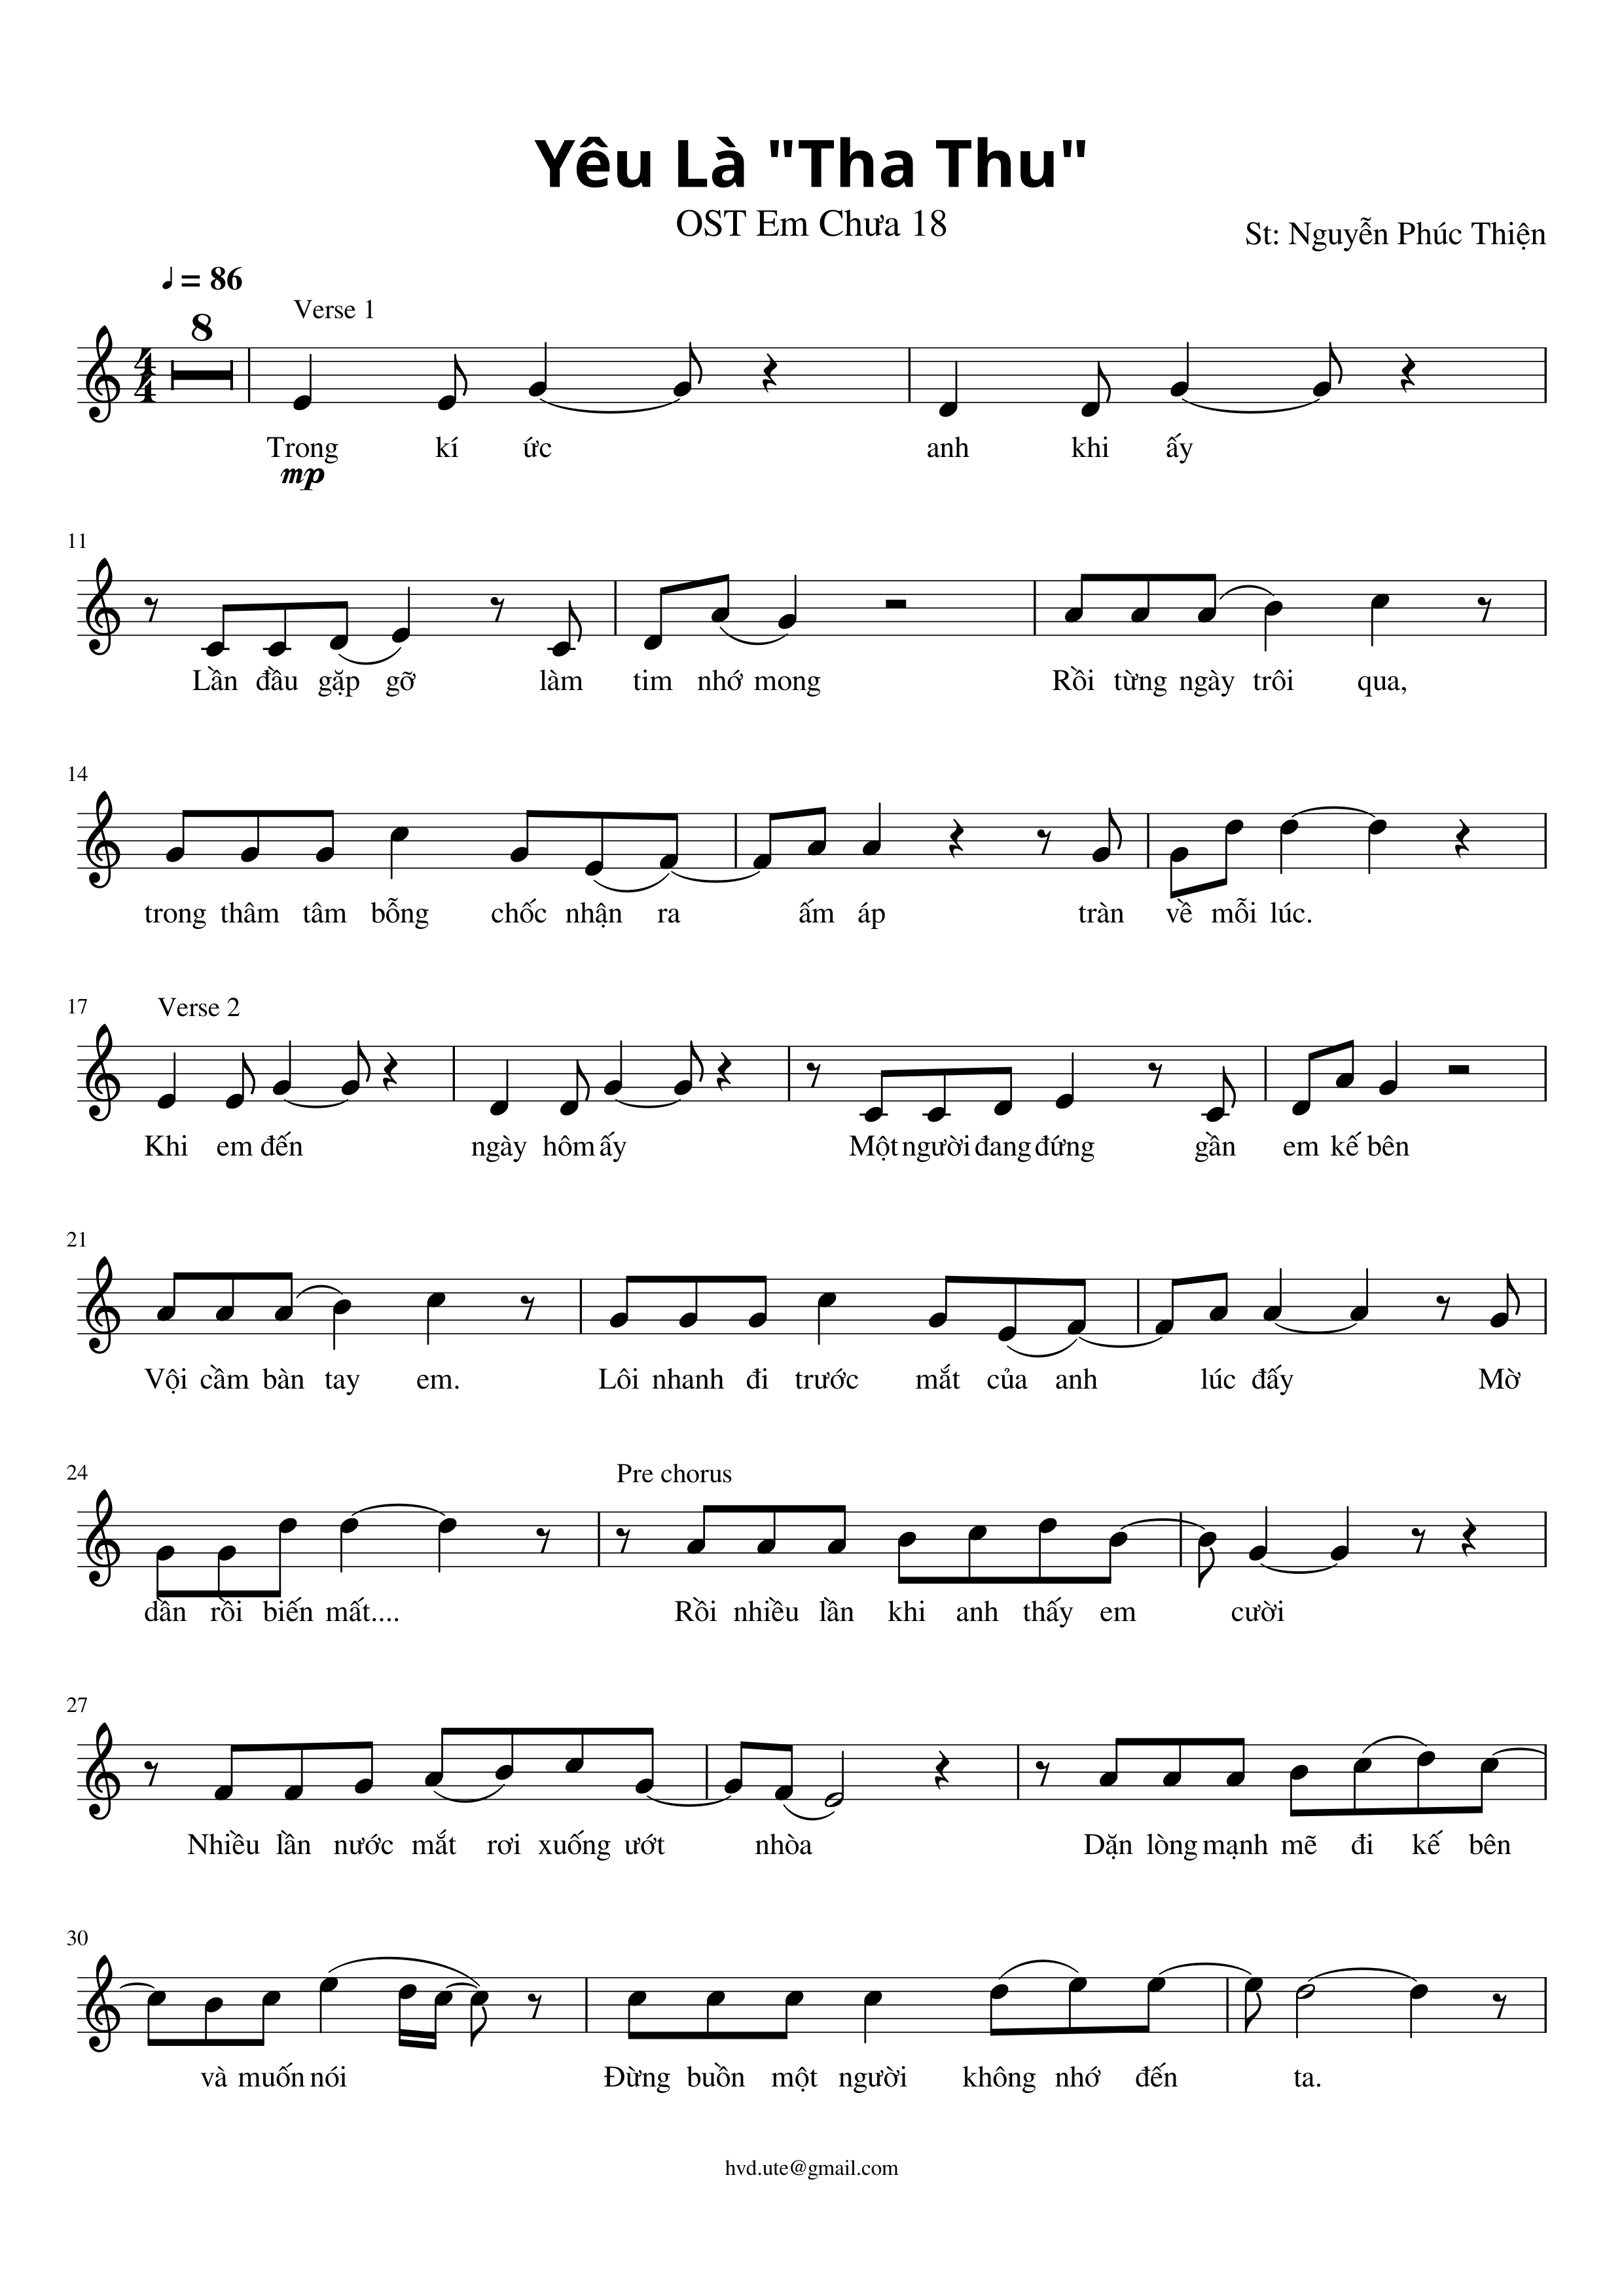 Yêu Là "Tha Thu"
OST Em Chưa 18
St: Nguyễn Phúc Thiện
= 86
8
Verse 1
4
4
Trong kí ức anh khi ấy
mp
11
Lần đầu gặp gỡ làm tim nhớ mong Rồi từng ngày trôi qua,
14
trong thâm tâm bỗng chốc nhận ra ấm áp tràn về mỗi lúc.
17
Verse 2
Khi em đến ngày hôm ấy Một người đang đứng gần em kế bên
21
Vội cầm bàn tay em. Lôi nhanh đi trước mắt của anh lúc đấy Mờ
24
Pre chorus
dần rồi biến mất.... Rồi nhiều lần khi anh thấy em cười
27
Nhiều lần nước mắt rơi xuống ướt nhòa Dặn lòng mạnh mẽ đi kế bên
30
và muốn nói Đừng buồn một người không nhớ đến ta.
hvd.ute@gmail.com